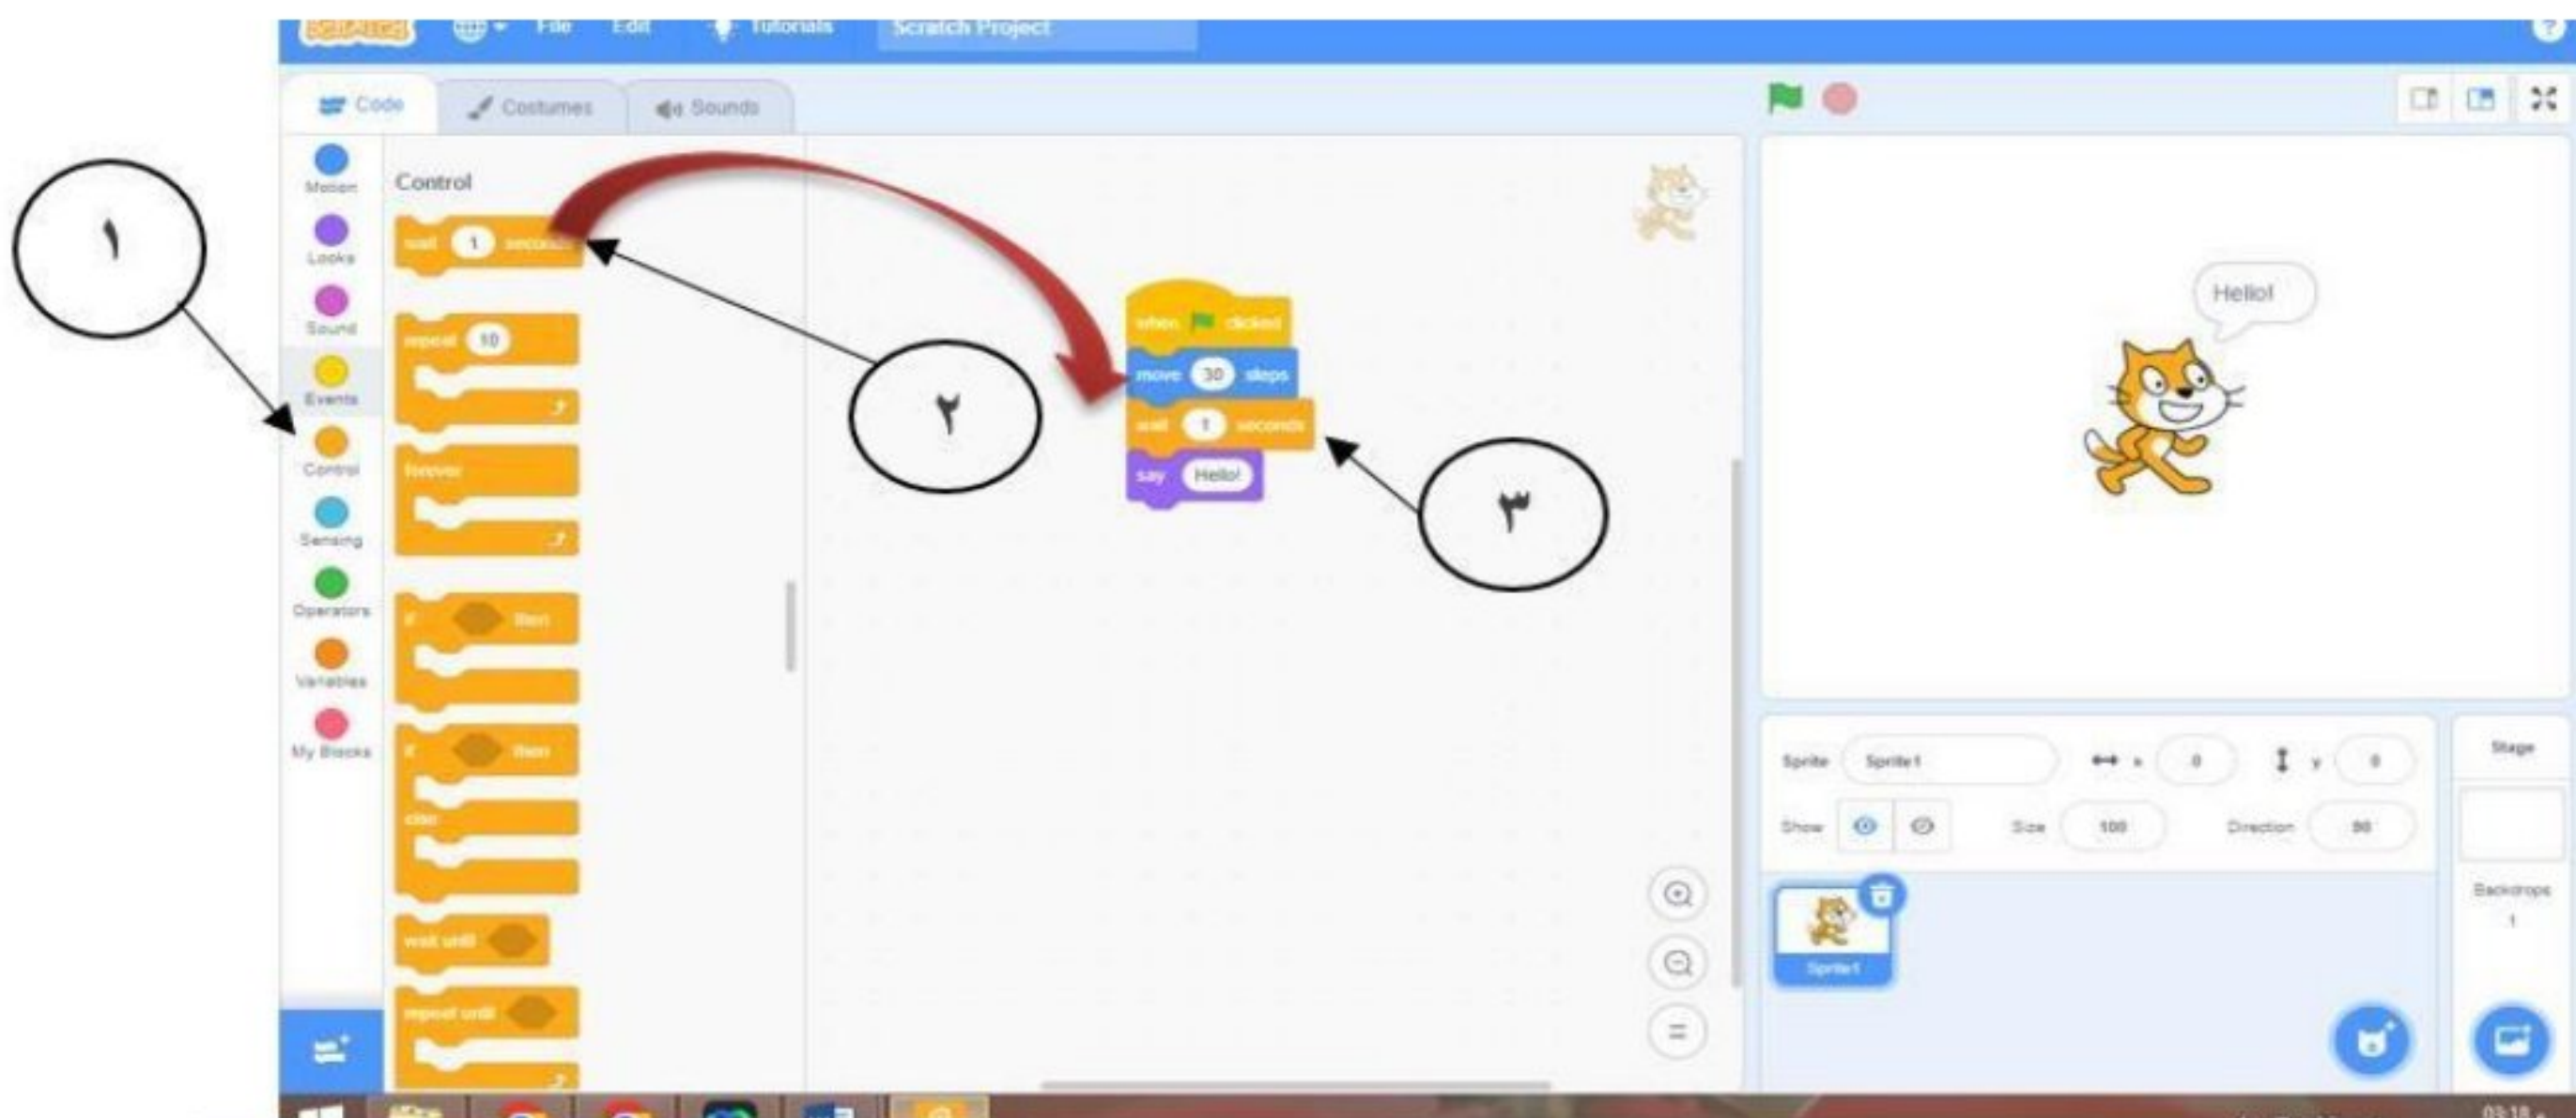 SCRATCH File Edit Tutorials Scratch Project ?
Code Costumes Sounds
Motion
Looks
Sound
Events
Control
Sensing
Operators
Variables
My Blocks
Control
wait 1 seconds
repeat 10
forever
if then
if then
else
wait until
repeat until
١
٢
٣
when clicked
move 30 steps
wait 1 seconds
say Hello!
Hello!
Sprite Sprite1 x 0 y 0
Show Size 100 Direction 90
Sprite1
Stage
Backdrops
1
03:18 م